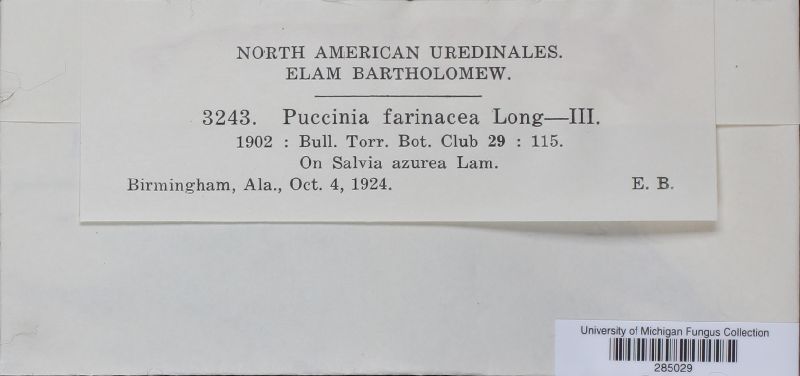 NORTH AMERICAN UREDINALES.
ELAM BARTHOLOMEW.
3243. Puccinia farinacea Long—III.
1902 : Bull. Torr. Bot. Club 29 : 115.
On Salvia azurea Lam.
Birmingham, Ala., Oct. 4, 1924. E. B.
University of Michigan Fungus Collection
285029